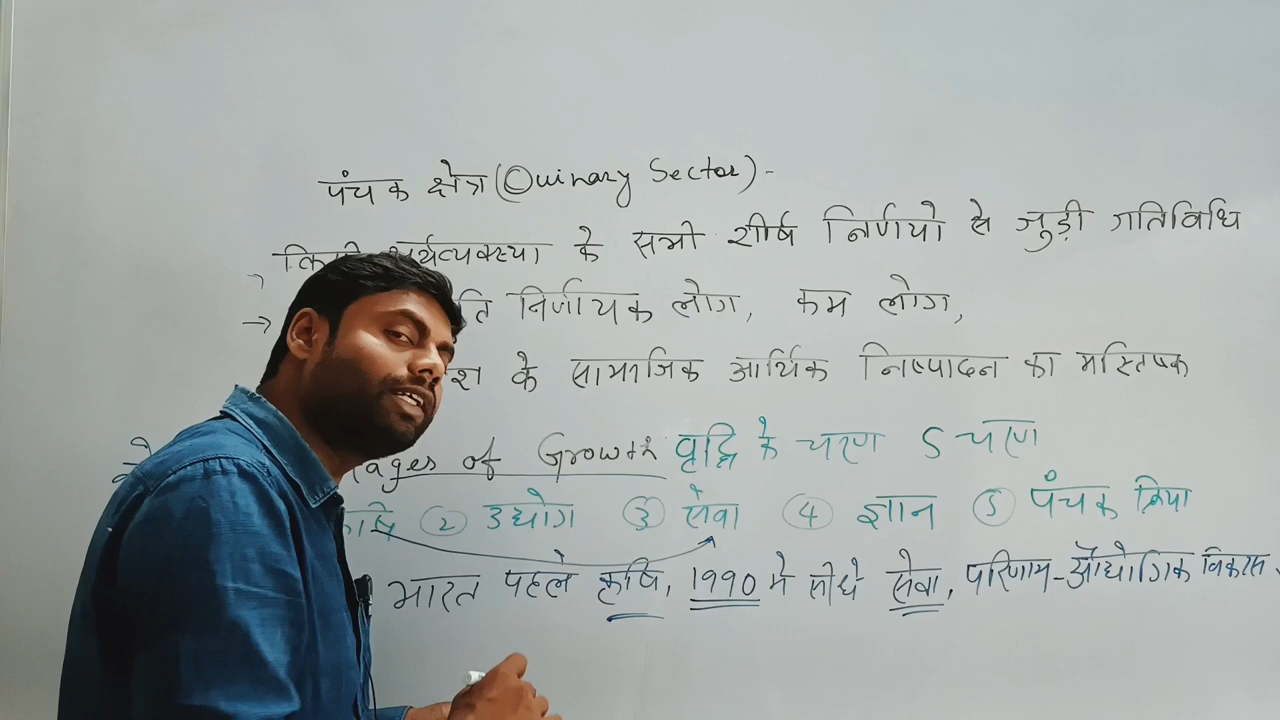 पंचक क्षेत्र (Quinary Sector) -
अर्थव्यवस्था के सभी शीर्ष निर्णयो से जुड़ी गतिविधि
→ ति निर्णायक लोग, कम लोग,
के सामाजिक आर्थिक निष्पादन का मस्तिष्क
ages of Growth वृद्धि के चरण 5 चरण
② उद्योग ③ सेवा ④ ज्ञान ⑤ पंचक क्रिया
भारत पहले कृषि, 1990 मे सीधे सेवा, परिणाम - औद्योगिक विकास